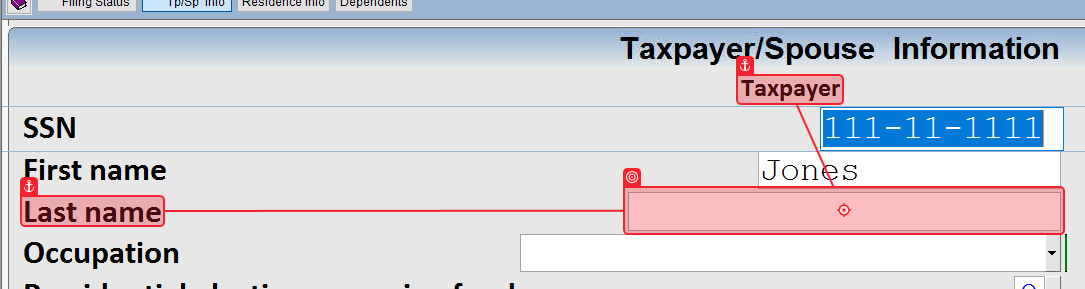 Filing Status Tp/Sp Info Residence Info Dependents
Taxpayer/Spouse Information
Taxpayer
SSN 111-11-1111
First name Jones
Last name
Occupation